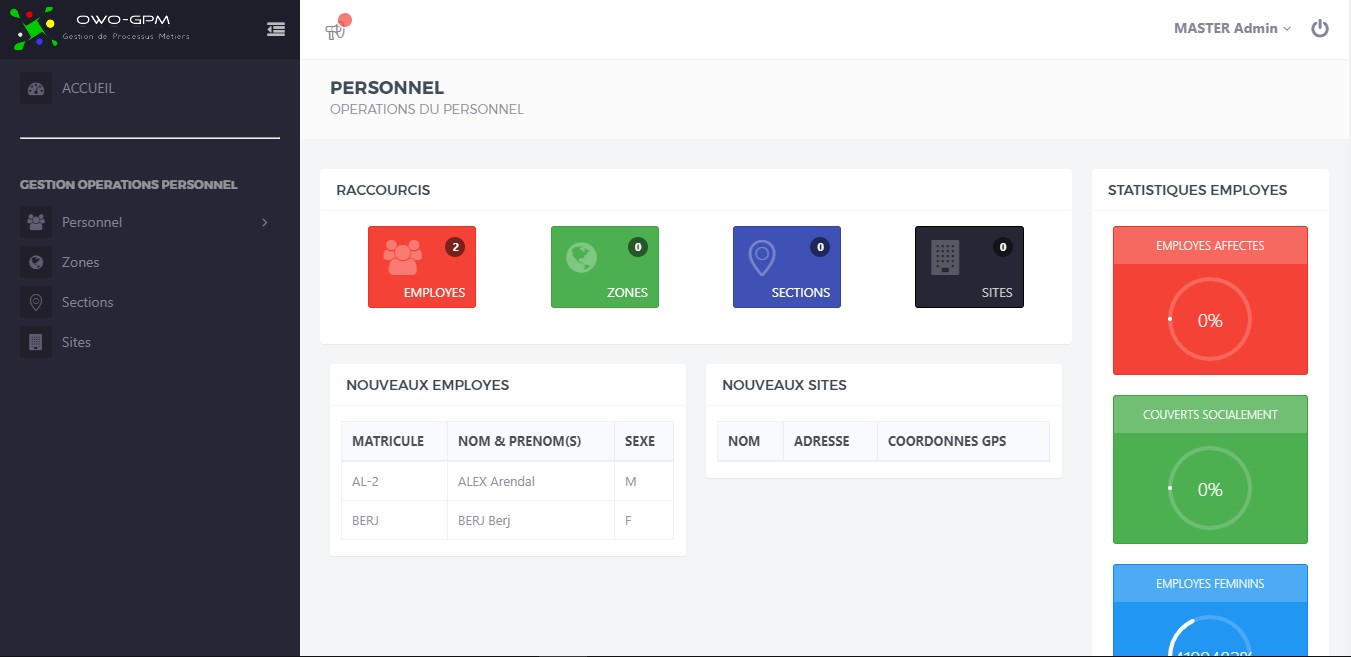 OWO-GPM
Gestion de Processus Metiers
MASTER Admin
ACCUEIL
GESTION OPERATIONS PERSONNEL
Personnel
Zones
Sections
Sites
PERSONNEL
OPERATIONS DU PERSONNEL
RACCOURCIS
2
EMPLOYES
0
ZONES
0
SECTIONS
0
SITES
NOUVEAUX EMPLOYES
MATRICULE NOM & PRENOM(S) SEXE
AL-2 ALEX Arendal M
BERJ BERJ Berj F
NOUVEAUX SITES
NOM ADRESSE COORDONNES GPS
STATISTIQUES EMPLOYES
EMPLOYES AFFECTES
0%
COUVERTS SOCIALEMENT
0%
EMPLOYES FEMININS